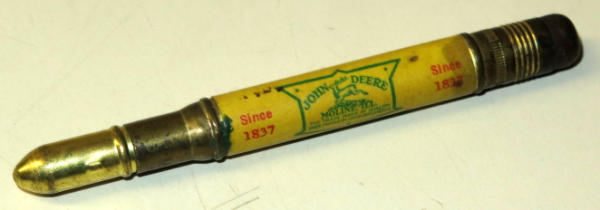 Since
1837
JOHN DEERE
MOLINE, ILL.
Since
1837